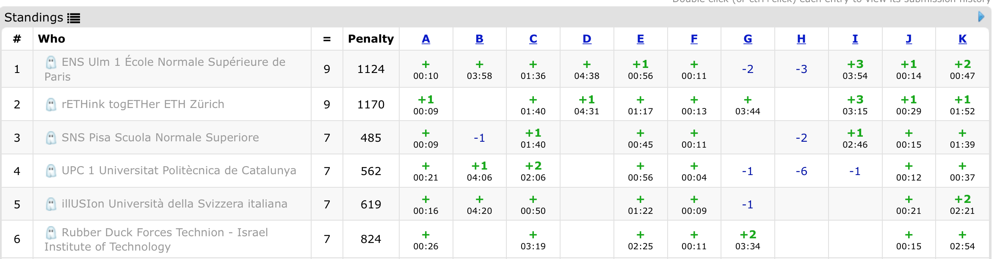 Double click (or ctrl+click) each entry to view its submission history
Standings
# Who = Penalty A B C D E F G H I J K
1 ENS Ulm 1 École Normale Supérieure de Paris 9 1124 + 00:10 + 03:58 + 01:36 + 04:38 +1 00:56 + 00:11 -2 -3 +3 03:54 +1 00:14 +2 00:47
2 rETHink togETHer ETH Zürich 9 1170 +1 00:09 + 01:40 +1 04:31 + 01:17 + 00:13 + 03:44 +3 03:15 +1 00:29 +1 01:52
3 SNS Pisa Scuola Normale Superiore 7 485 + 00:09 -1 +1 01:40 + 00:45 + 00:11 -2 +1 02:46 + 00:15 + 01:39
4 UPC 1 Universitat Politècnica de Catalunya 7 562 + 00:21 +1 04:06 +2 02:06 + 00:56 + 00:04 -1 -6 -1 + 00:12 + 00:37
5 illUSIon Università della Svizzera italiana 7 619 + 00:16 + 04:20 + 00:50 + 01:22 + 00:09 -1 + 00:21 +2 02:21
6 Rubber Duck Forces Technion - Israel Institute of Technology 7 824 + 00:26 + 03:19 + 02:25 + 00:11 +2 03:34 + 00:15 + 02:54